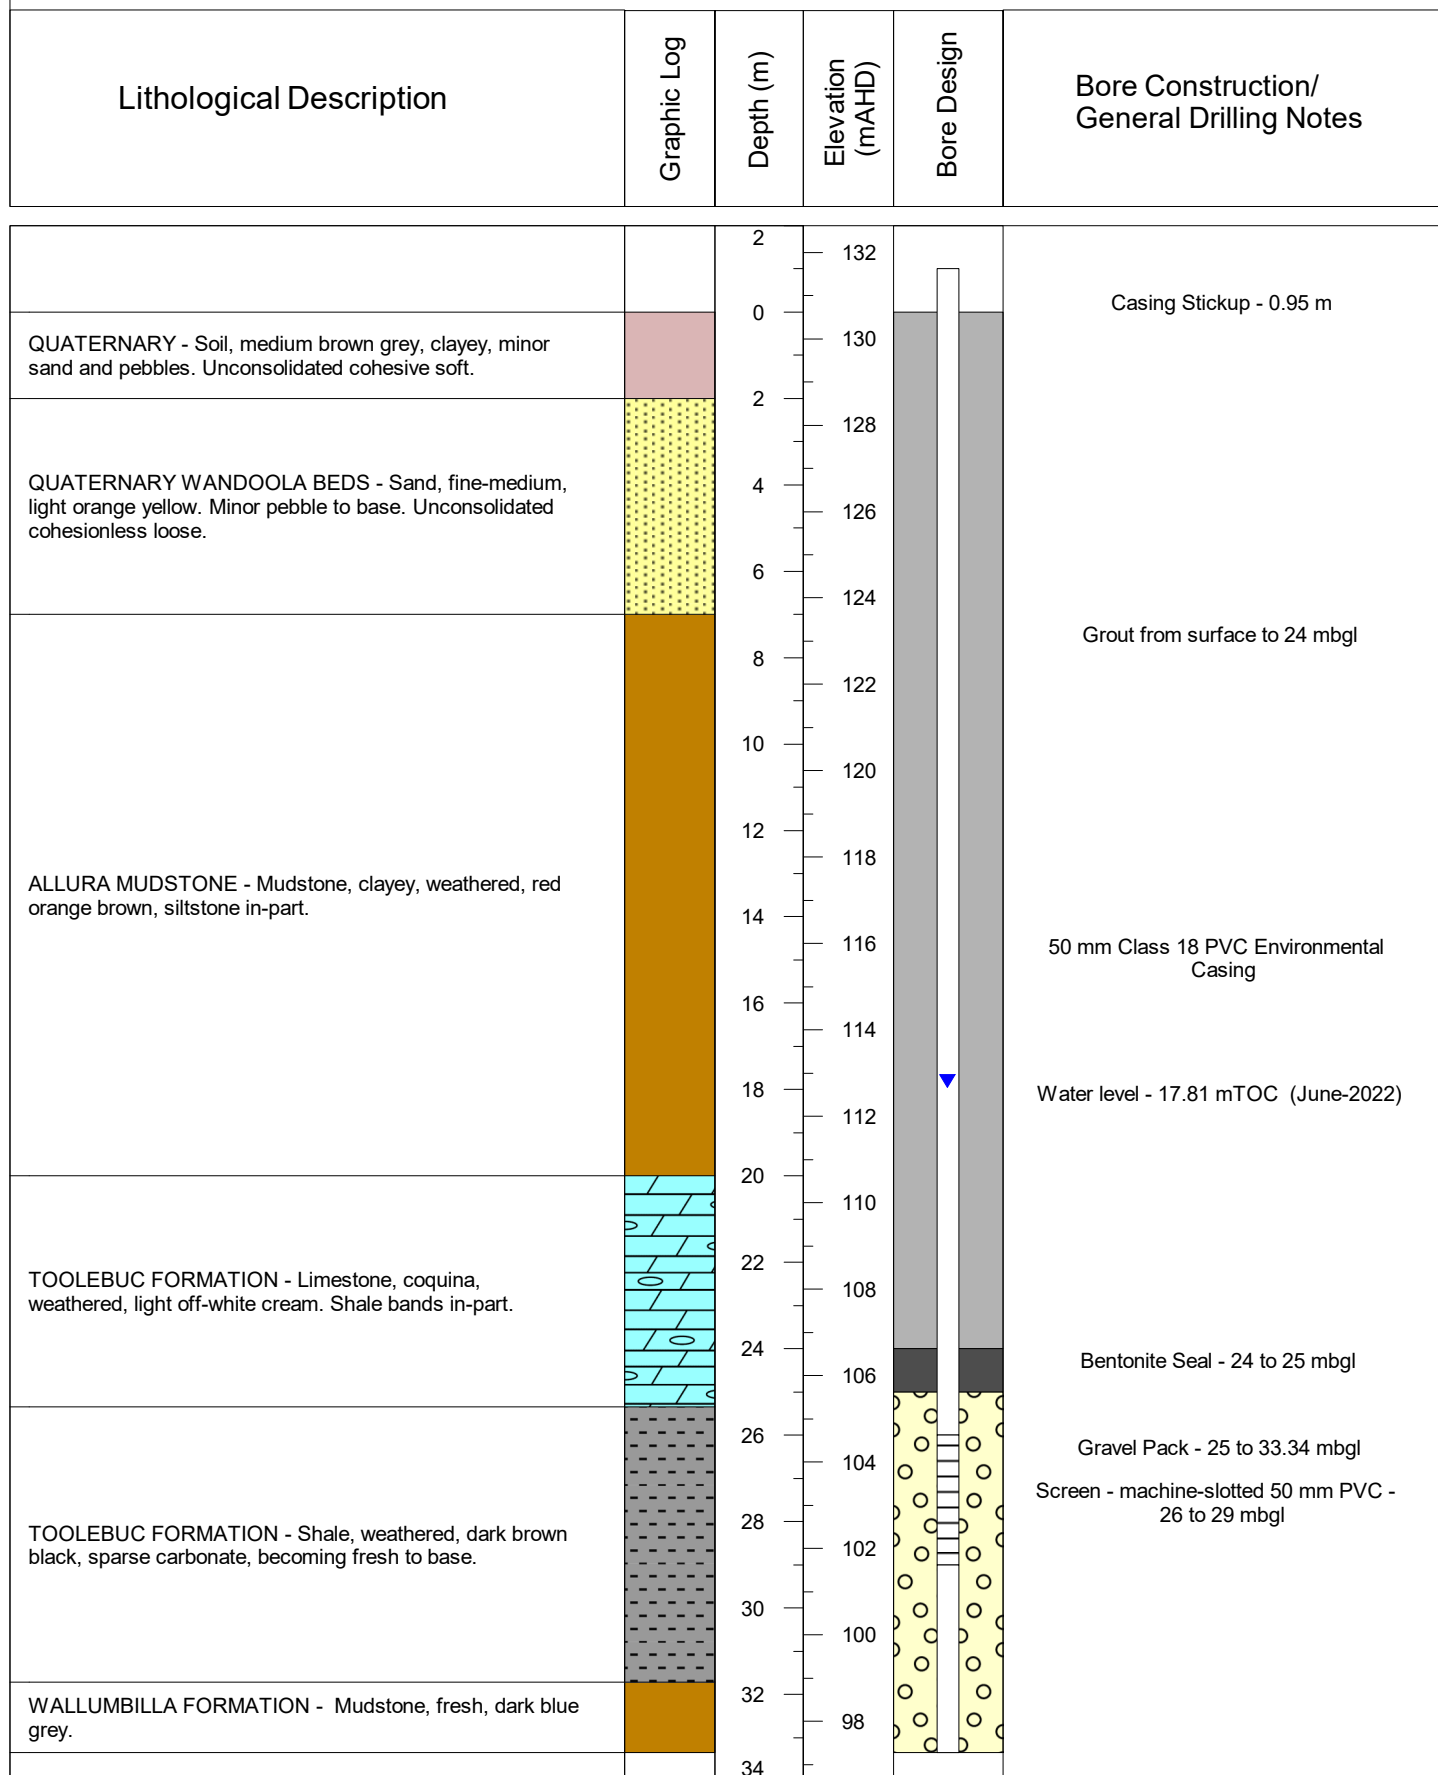 Lithological Description
Graphic Log
Depth (m)
Elevation
(mAHD)
Bore Design
Bore Construction/
General Drilling Notes
2
132
Casing Stickup - 0.95 m
0
130
QUATERNARY - Soil, medium brown grey, clayey, minor
sand and pebbles. Unconsolidated cohesive soft.
2
128
QUATERNARY WANDOOLA BEDS - Sand, fine-medium,
light orange yellow. Minor pebble to base. Unconsolidated
cohesionless loose.
4
126
6
124
Grout from surface to 24 mbgl
8
122
10
120
12
118
ALLURA MUDSTONE - Mudstone, clayey, weathered, red
orange brown, siltstone in-part.
14
116
50 mm Class 18 PVC Environmental
Casing
16
114
18
Water level - 17.81 mTOC (June-2022)
112
20
110
22
TOOLEBUC FORMATION - Limestone, coquina,
weathered, light off-white cream. Shale bands in-part.
108
24
Bentonite Seal - 24 to 25 mbgl
106
26
Gravel Pack - 25 to 33.34 mbgl
104
Screen - machine-slotted 50 mm PVC -
26 to 29 mbgl
28
TOOLEBUC FORMATION - Shale, weathered, dark brown
black, sparse carbonate, becoming fresh to base.
102
30
100
32
WALLUMBILLA FORMATION - Mudstone, fresh, dark blue
grey.
98
34